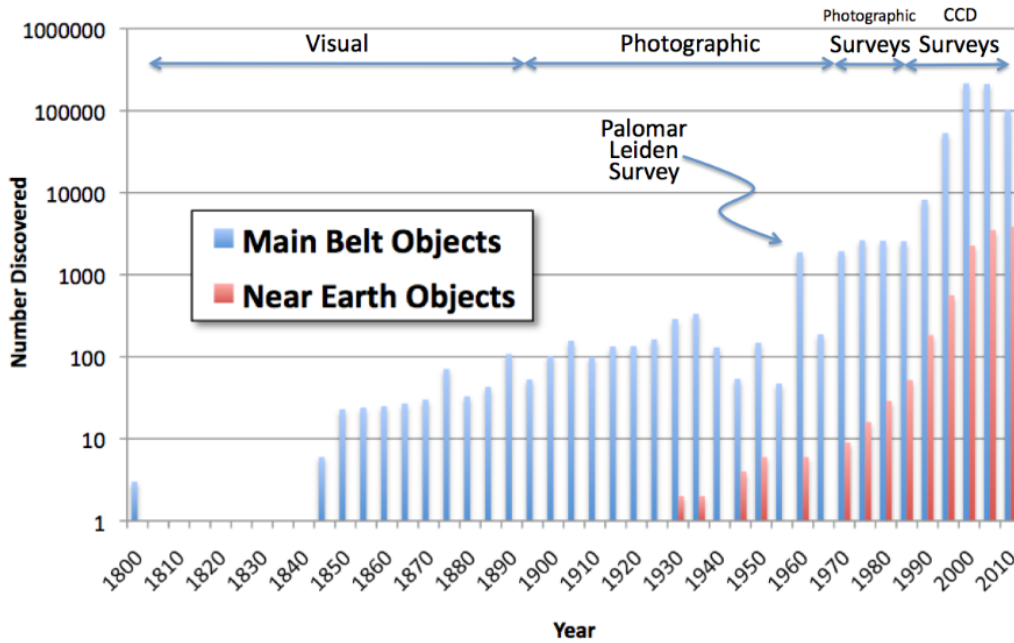 Photographic
CCD
Visual
Photographic
Surveys
Surveys
1000000
100000
10000
1000
100
10
1
Number Discovered
Palomar
Leiden
Survey
Main Belt Objects
Near Earth Objects
1800
1810
1820
1830
1840
1850
1860
1870
1880
1890
1900
1910
1920
1930
1940
1950
1960
1970
1980
1990
2000
2010
Year